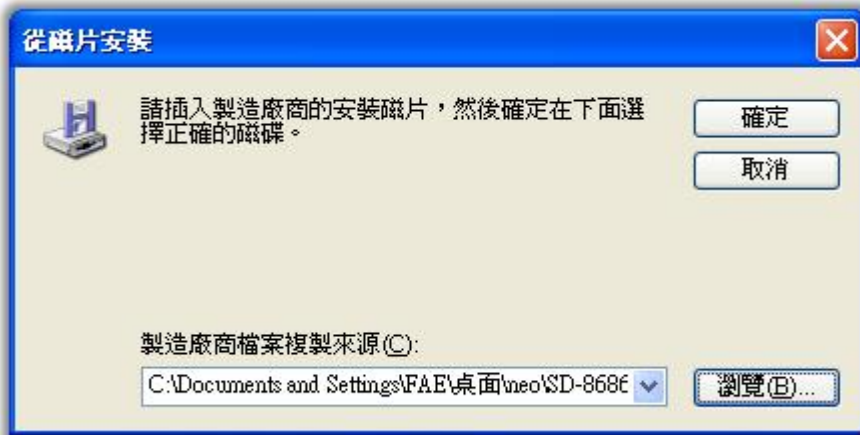 從磁片安裝
請插入製造廠商的安裝磁片，然後確定在下面選
擇正確的磁碟。
確定
取消
製造廠商檔案複製來源(C):
C:\Documents and Settings\FAE\桌面\neo\SD-8686
瀏覽(B)...